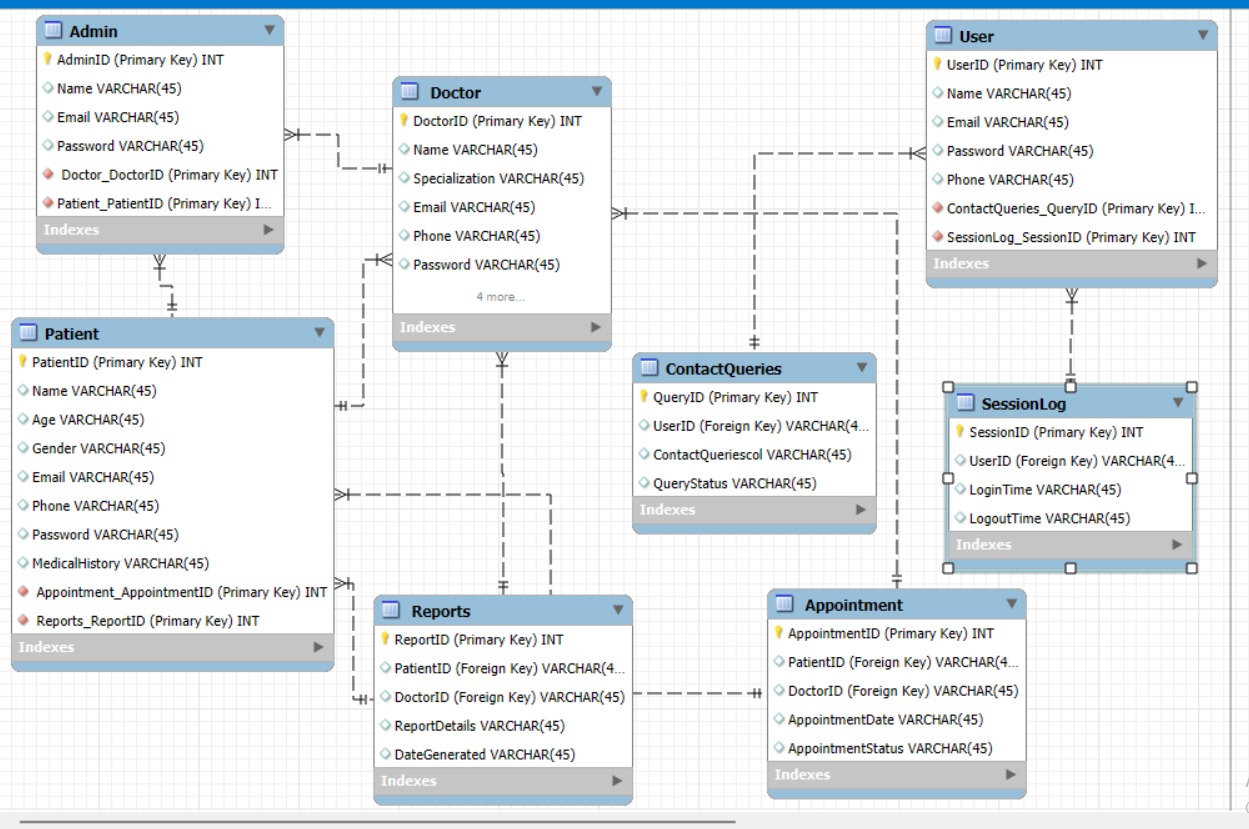 Admin
AdminID (Primary Key) INT
Name VARCHAR(45)
Email VARCHAR(45)
Password VARCHAR(45)
Doctor_DoctorID (Primary Key) INT
Patient_PatientID (Primary Key) I...
Indexes
Doctor
DoctorID (Primary Key) INT
Name VARCHAR(45)
Specialization VARCHAR(45)
Email VARCHAR(45)
Phone VARCHAR(45)
Password VARCHAR(45)
4 more...
Indexes
User
UserID (Primary Key) INT
Name VARCHAR(45)
Email VARCHAR(45)
Password VARCHAR(45)
Phone VARCHAR(45)
ContactQueries_QueryID (Primary Key) I...
SessionLog_SessionID (Primary Key) INT
Indexes
Patient
PatientID (Primary Key) INT
Name VARCHAR(45)
Age VARCHAR(45)
Gender VARCHAR(45)
Email VARCHAR(45)
Phone VARCHAR(45)
Password VARCHAR(45)
MedicalHistory VARCHAR(45)
Appointment_AppointmentID (Primary Key) INT
Reports_ReportID (Primary Key) INT
Indexes
ContactQueries
QueryID (Primary Key) INT
UserID (Foreign Key) VARCHAR(4...
ContactQueriescol VARCHAR(45)
QueryStatus VARCHAR(45)
Indexes
SessionLog
SessionID (Primary Key) INT
UserID (Foreign Key) VARCHAR(4...
LoginTime VARCHAR(45)
LogoutTime VARCHAR(45)
Indexes
Reports
ReportID (Primary Key) INT
PatientID (Foreign Key) VARCHAR(4...
DoctorID (Foreign Key) VARCHAR(45)
ReportDetails VARCHAR(45)
DateGenerated VARCHAR(45)
Indexes
Appointment
AppointmentID (Primary Key) INT
PatientID (Foreign Key) VARCHAR(4...
DoctorID (Foreign Key) VARCHAR(45)
AppointmentDate VARCHAR(45)
AppointmentStatus VARCHAR(45)
Indexes